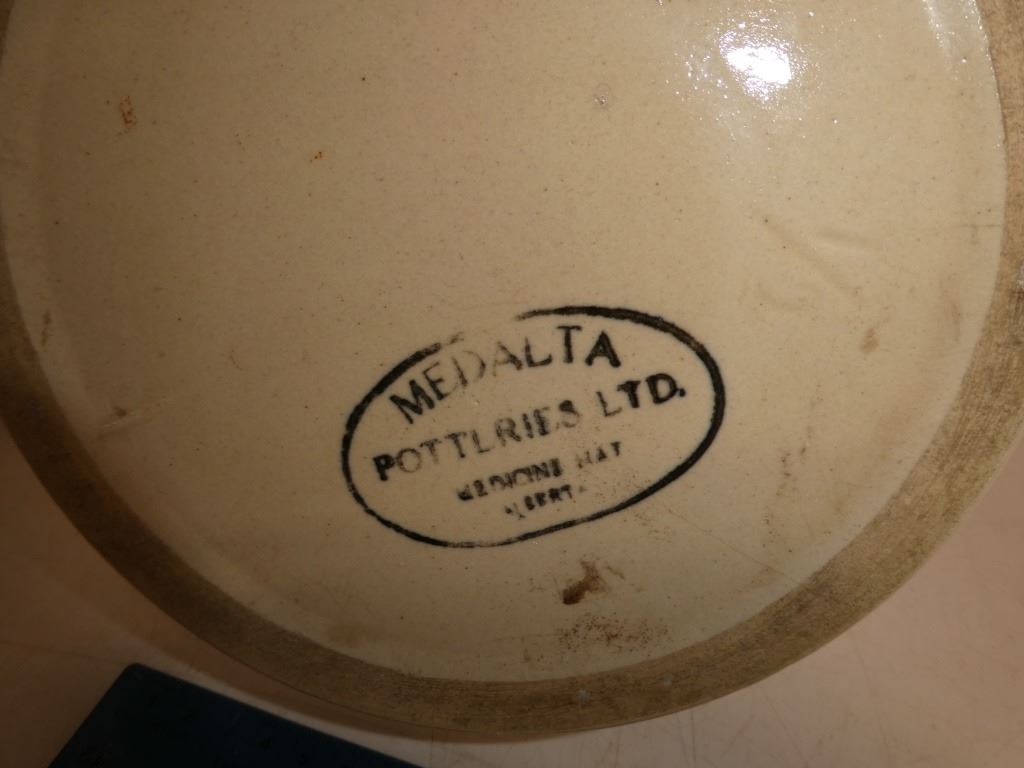 MEDALTA
POTTERIES LTD.
MEDICINE HAT
ALBERTA